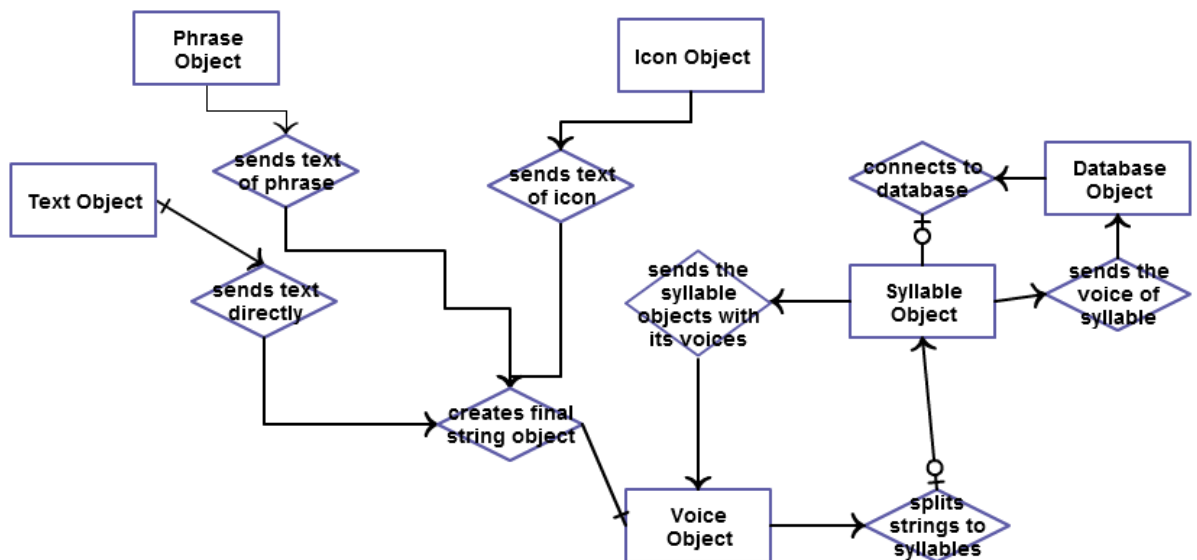 Phrase
Object
Icon Object
Text Object
sends text
of phrase
sends text
of icon
connects to
database
Database
Object
sends text
directly
sends the
syllable
objects with
its voices
Syllable
Object
sends the
voice of
syllable
creates final
string object
Voice
Object
splits
strings to
syllables